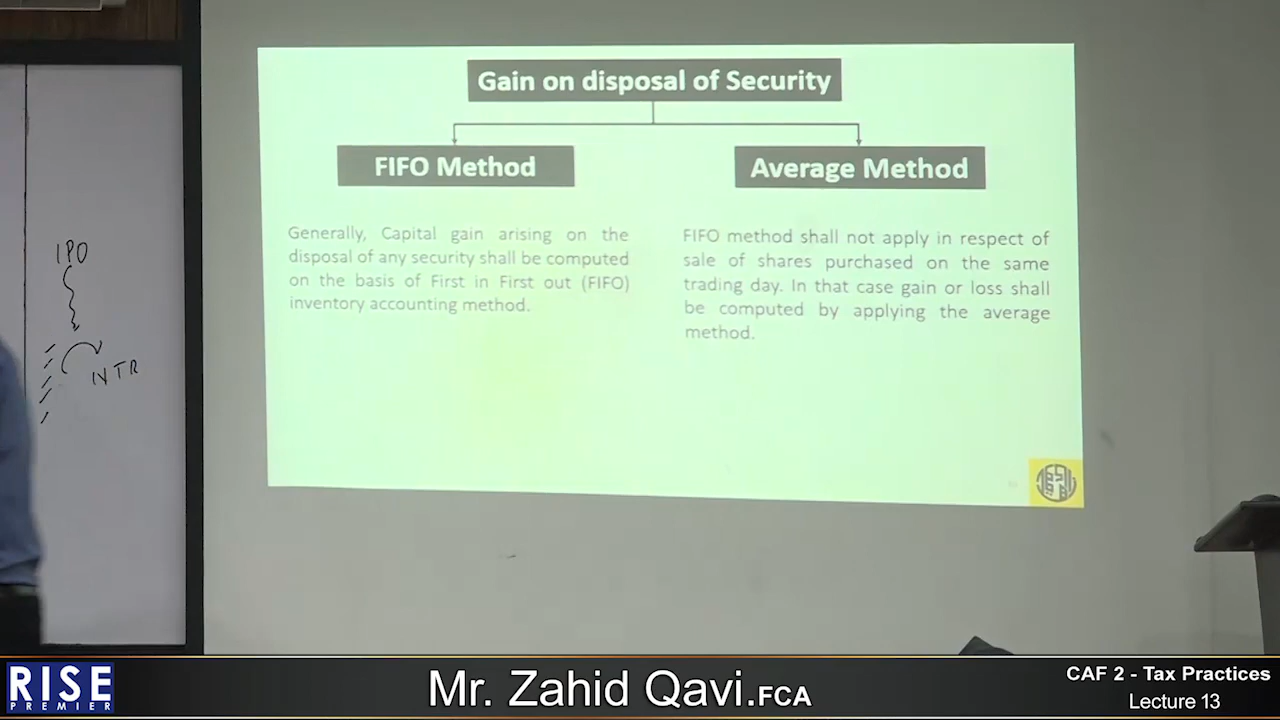 Gain on disposal of Security
FIFO Method
Generally, Capital gain arising on the
disposal of any security shall be computed
on the basis of First in First out (FIFO)
inventory accounting method.
Average Method
FIFO method shall not apply in respect of
sale of shares purchased on the same
trading day. In that case gain or loss shall
be computed by applying the average
method.
IPO
NTR
RISE
PREMIER
Mr. Zahid Qavi.FCA
CAF 2 - Tax Practices
Lecture 13